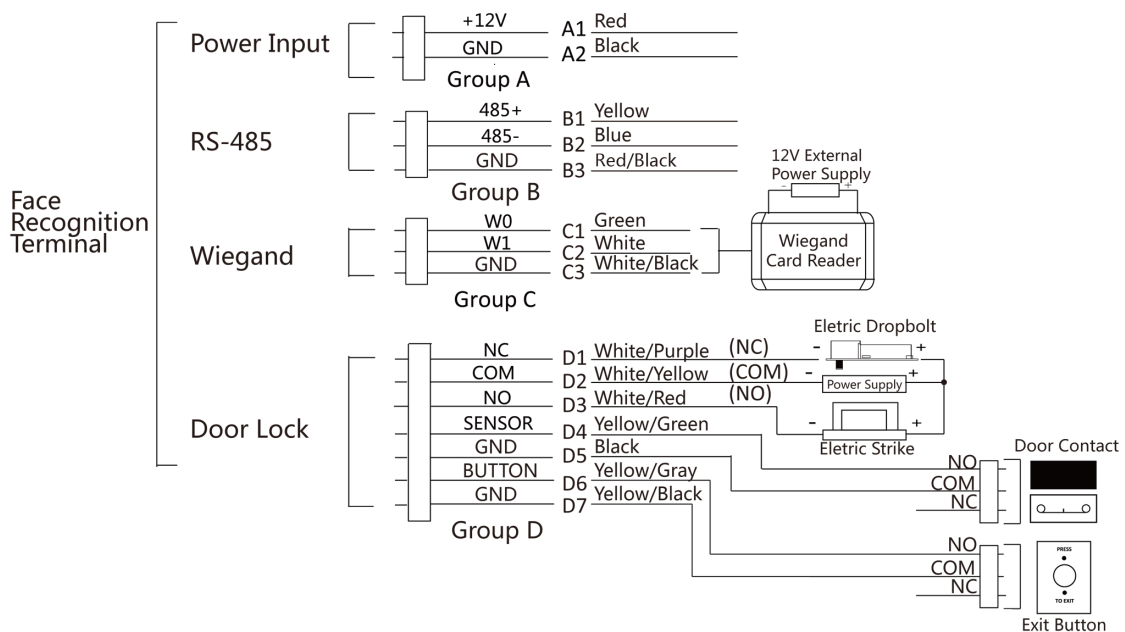 +12V
A1
Red
Power Input
GND
A2
Black
Group A
485+
B1
Yellow
RS-485
485-
B2
Blue
GND
B3
Red/Black
Group B
12V External
Power Supply
- +
Face
Recognition
Terminal
W0
C1
Green
Wiegand
W1
C2
White
GND
C3
White/Black
Group C
Wiegand
Card Reader
Door Lock
NC
D1
White/Purple
(NC)
COM
D2
White/Yellow
(COM)
NO
D3
White/Red
(NO)
SENSOR
D4
Yellow/Green
GND
D5
Black
BUTTON
D6
Yellow/Gray
GND
D7
Yellow/Black
Group D
Eletric Dropbolt
- +
- Power Supply +
- +
Eletric Strike
Door Contact
NO
COM
NC
NO
COM
NC
PRESS
TO EXIT
Exit Button